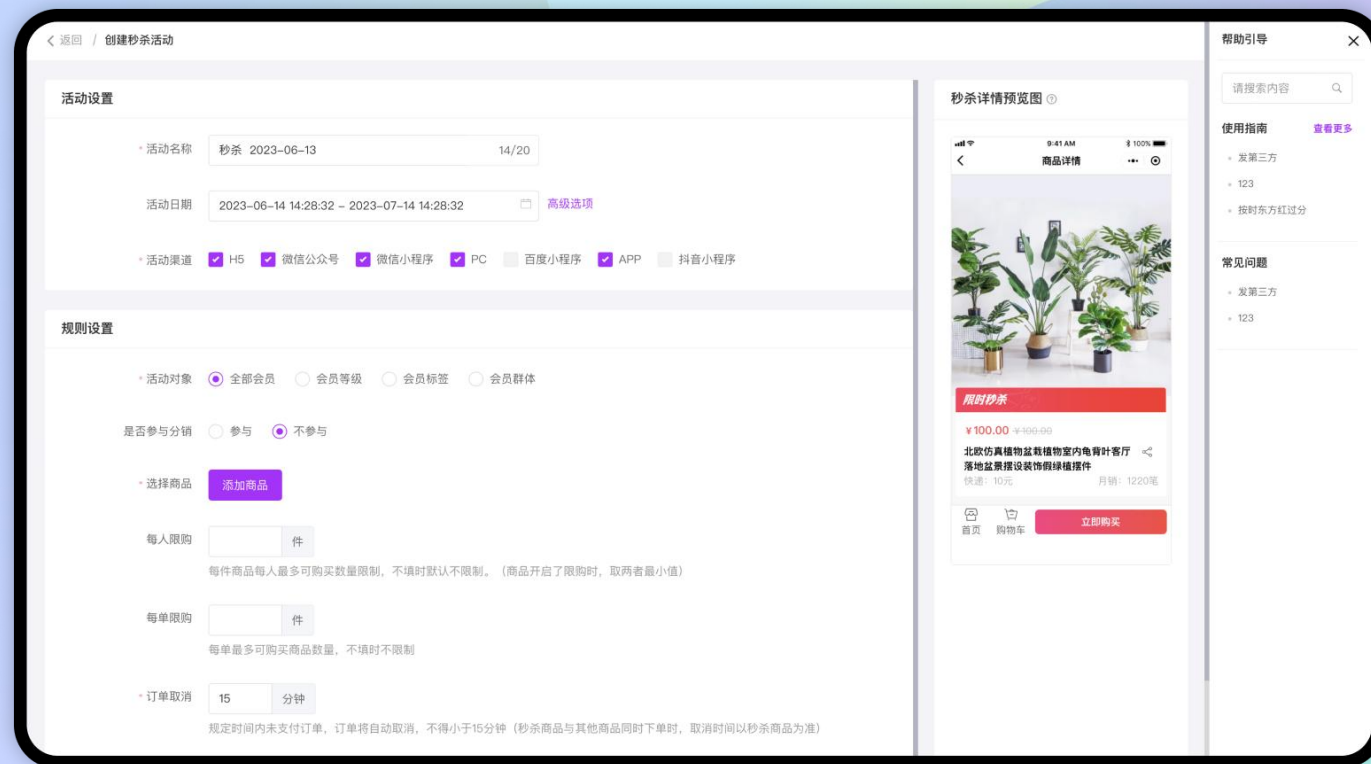 返回 / 创建秒杀活动
活动设置
* 活动名称 秒杀 2023-06-13 14/20
活动日期 2023-06-14 14:28:32 - 2023-07-14 14:28:32 高级选项
* 活动渠道 H5 微信公众号 微信小程序 PC 百度小程序 APP 抖音小程序
规则设置
* 活动对象 全部会员 会员等级 会员标签 会员群体
是否参与分销 参与 不参与
* 选择商品 添加商品
每人限购 件
每件商品每人最多可购买数量限制，不填时默认不限制。（商品开启了限购时，取两者最小值）
每单限购 件
每单最多可购买商品数量，不填时不限制
* 订单取消 15 分钟
规定时间内未支付订单，订单将自动取消，不得小于15分钟（秒杀商品与其他商品同时下单时，取消时间以秒杀商品为准）
秒杀详情预览图
9:41 AM 100%
商品详情
限时秒杀
¥100.00 ¥100.00
北欧仿真植物盆栽植物室内龟背叶客厅
落地盆景摆设装饰假绿植摆件
快递：10元 月销：1220笔
首页 购物车 立即购买
帮助引导
请搜索内容
使用指南 查看更多
发第三方
123
按时东方红过分
常见问题
发第三方
123